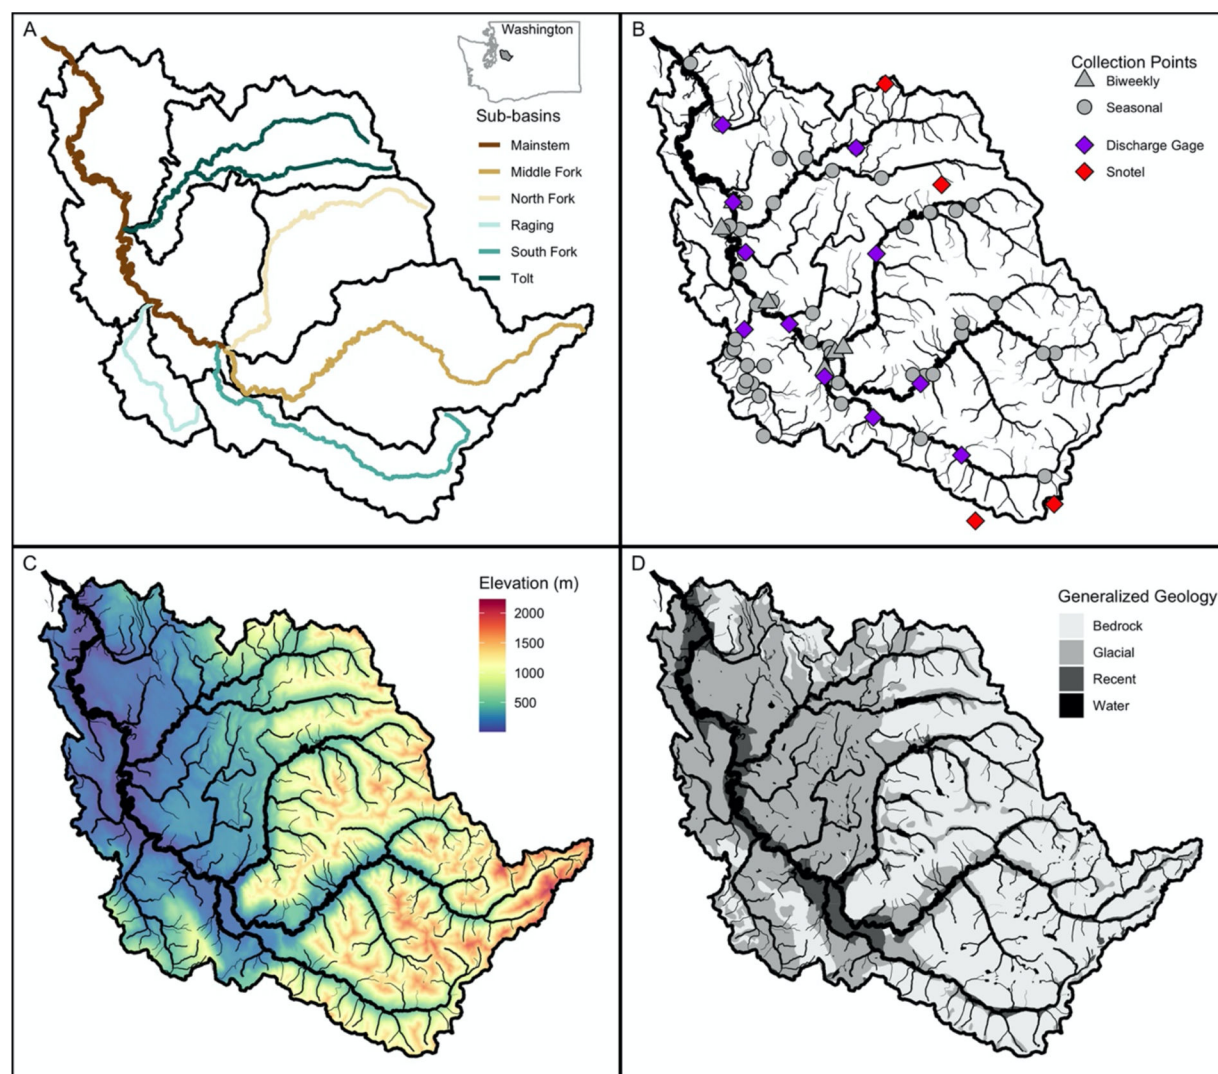 A
Washington
Sub-basins
Mainstem
Middle Fork
North Fork
Raging
South Fork
Tolt
B
Collection Points
Biweekly
Seasonal
Discharge Gage
Snotel
C
Elevation (m)
2000
1500
1000
500
D
Generalized Geology
Bedrock
Glacial
Recent
Water